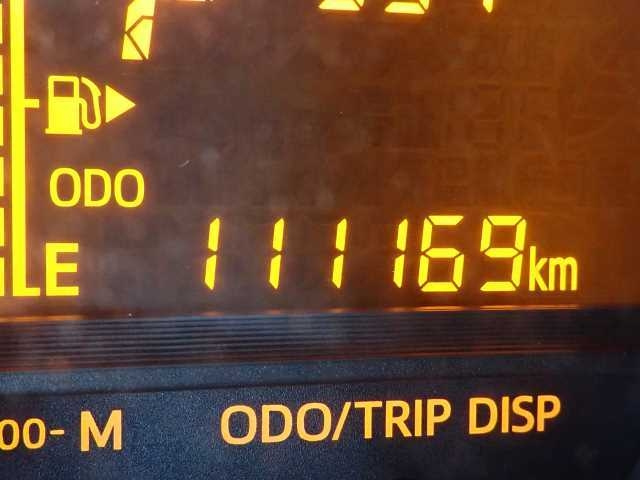 ODO
111169km
E
00- M ODO/TRIP DISP